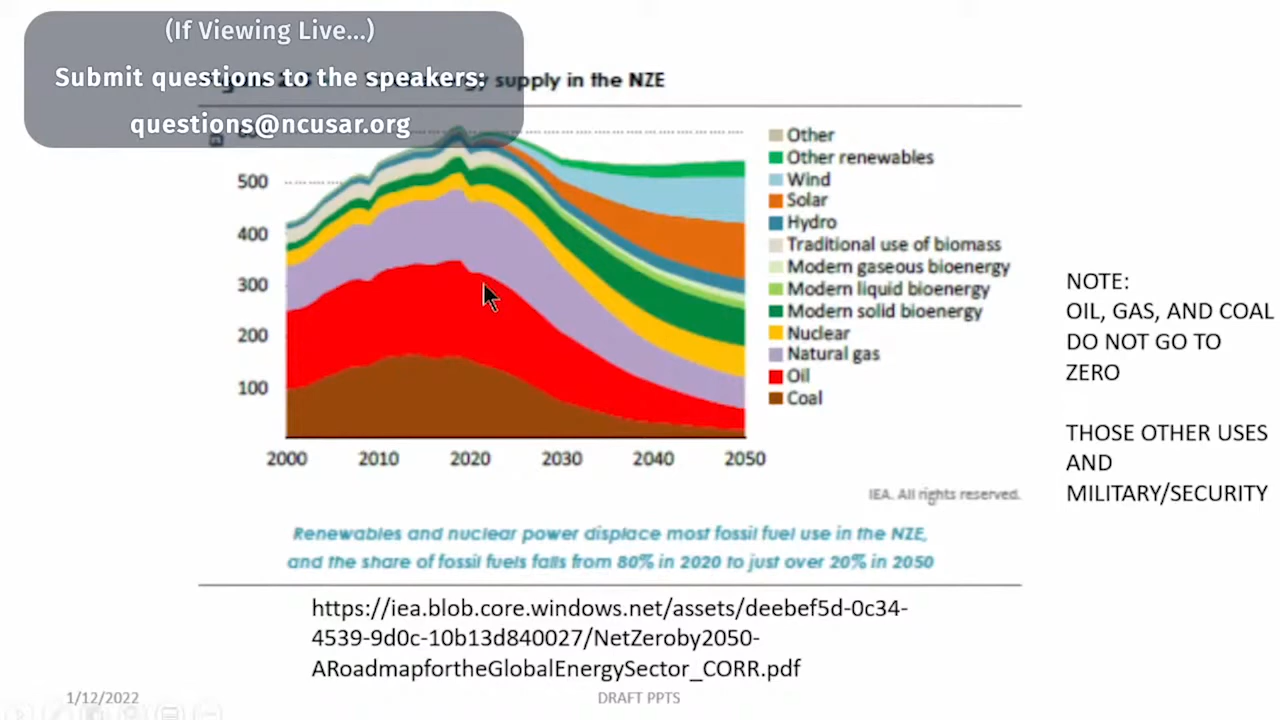 (If Viewing Live...)
Submit questions to the speakers:
questions@ncusar.org
supply in the NZE
500
400
300
200
100
2000 2010 2020 2030 2040 2050
Other
Other renewables
Wind
Solar
Hydro
Traditional use of biomass
Modern gaseous bioenergy
Modern liquid bioenergy
Modern solid bioenergy
Nuclear
Natural gas
Oil
Coal
IEA. All rights reserved.
Renewables and nuclear power displace most fossil fuel use in the NZE,
and the share of fossil fuels falls from 80% in 2020 to just over 20% in 2050
NOTE:
OIL, GAS, AND COAL
DO NOT GO TO
ZERO
THOSE OTHER USES
AND
MILITARY/SECURITY
https://iea.blob.core.windows.net/assets/deebef5d-0c34-
4539-9d0c-10b13d840027/NetZeroby2050-
ARoadmapfortheGlobalEnergySector_CORR.pdf
1/12/2022
DRAFT PPTS